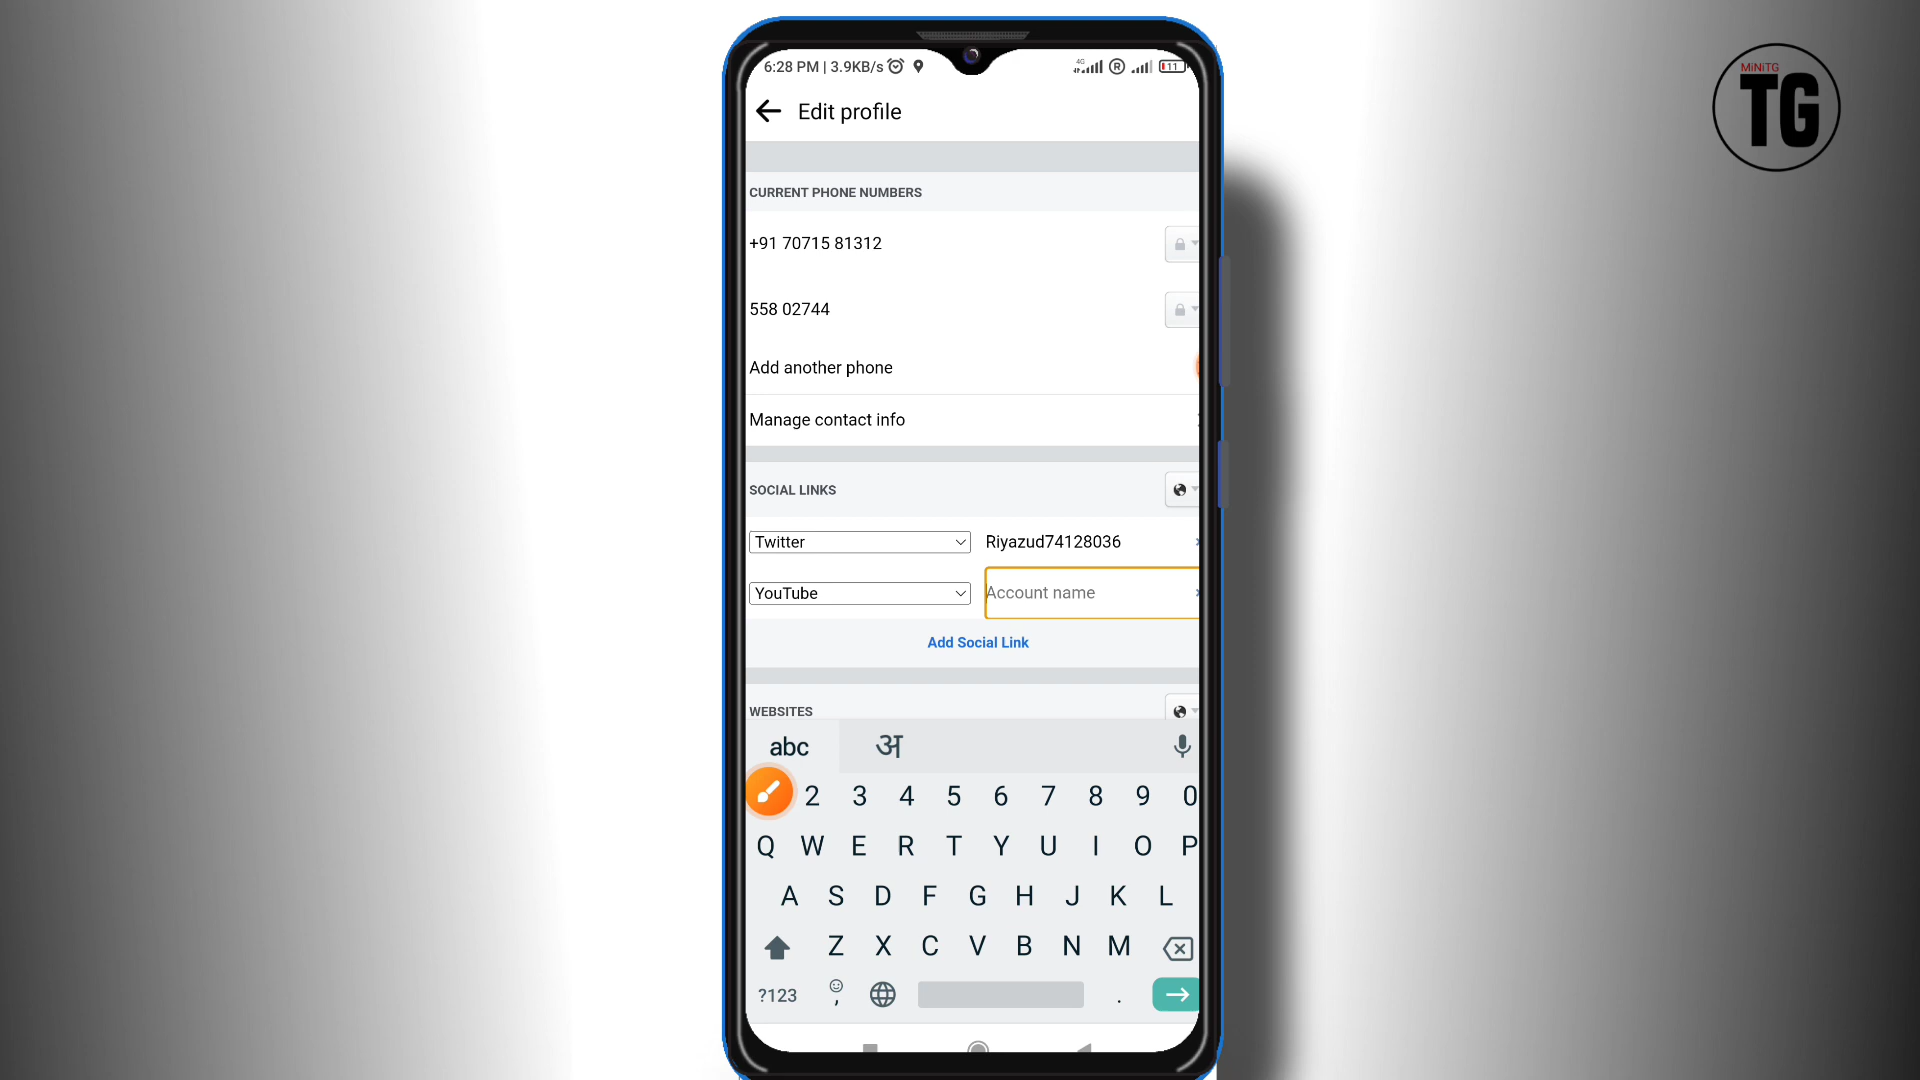 MiNiTG
TG
6:28 PM | 3.9KB/s
4G
R
11
Edit profile
CURRENT PHONE NUMBERS
+91 70715 81312
558 02744
Add another phone
Manage contact info
SOCIAL LINKS
Twitter
Riyazud74128036
YouTube
Account name
Add Social Link
WEBSITES
abc अ
2 3 4 5 6 7 8 9 0
Q W E R T Y U I O P
A S D F G H J K L
Z X C V B N M
?123 , .